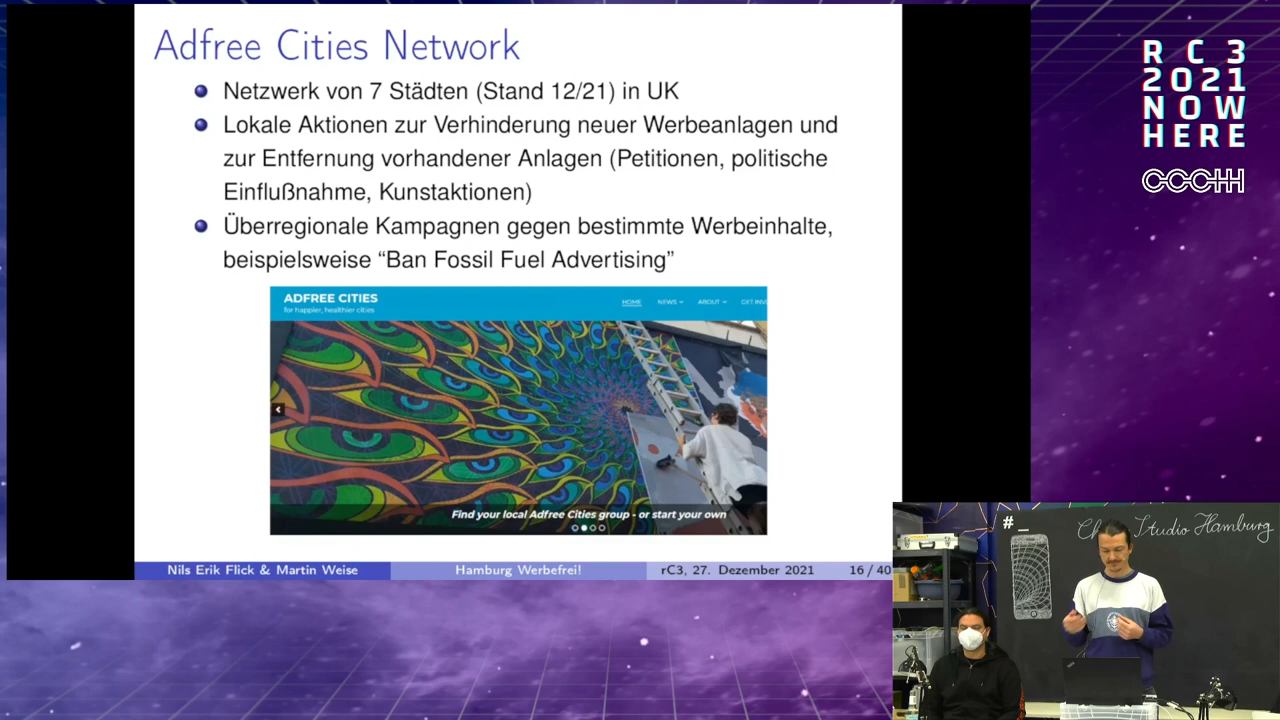 Adfree Cities Network
Netzwerk von 7 Städten (Stand 12/21) in UK
Lokale Aktionen zur Verhinderung neuer Werbeanlagen und
zur Entfernung vorhandener Anlagen (Petitionen, politische
Einflußnahme, Kunstaktionen)
Überregionale Kampagnen gegen bestimmte Werbeinhalte,
beispielsweise “Ban Fossil Fuel Advertising”
ADFREE CITIES
for happier, healthier cities
HOME NEWS ABOUT GET INV
Find your local Adfree Cities group - or start your own
Nils Erik Flick & Martin Weise Hamburg Werbefrei! rC3, 27. Dezember 2021 16 / 40
RC3
2021
NOW
HERE
CCCHH
#_
Studio Hamburg